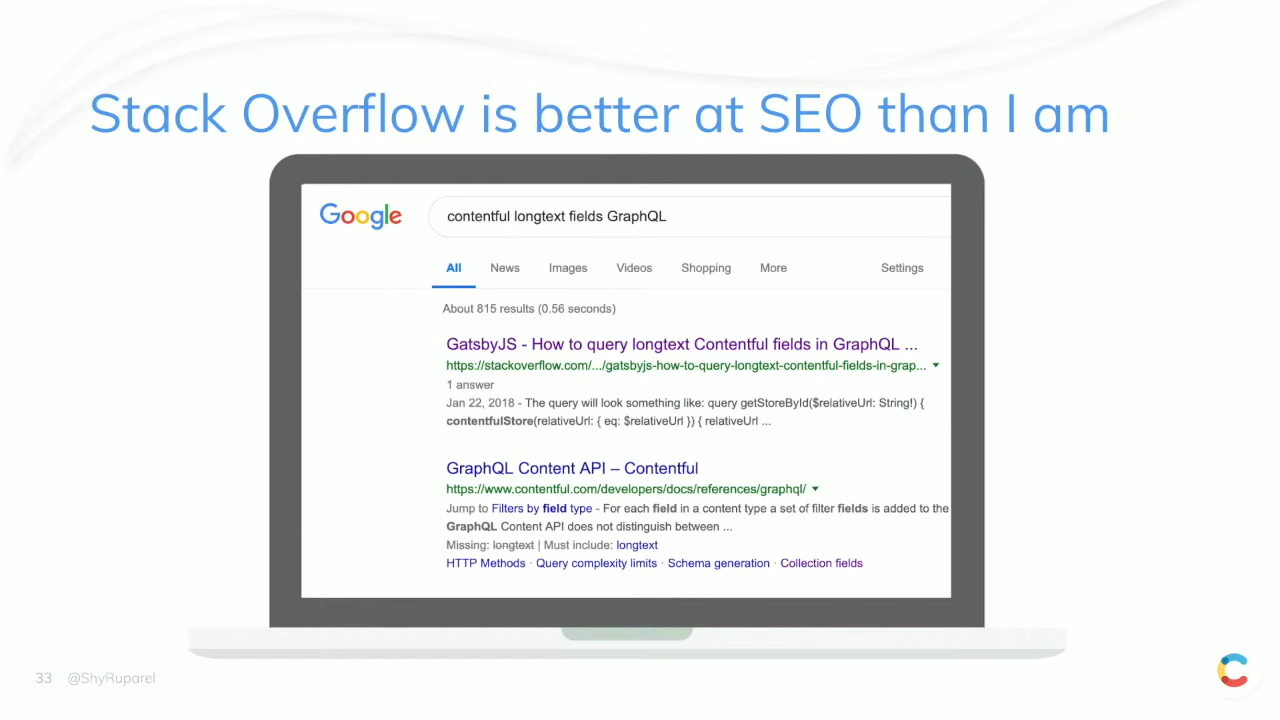 Stack Overflow is better at SEO than I am
Google
contentful longtext fields GraphQL
All News Images Videos Shopping More Settings
About 815 results (0.56 seconds)
GatsbyJS - How to query longtext Contentful fields in GraphQL ...
https://stackoverflow.com/.../gatsbyjs-how-to-query-longtext-contentful-fields-in-grap...
1 answer
Jan 22, 2018 - The query will look something like: query getStoreById($relativeUrl: String!) {
contentfulStore(relativeUrl: { eq: $relativeUrl }) { relativeUrl ...
GraphQL Content API – Contentful
https://www.contentful.com/developers/docs/references/graphql/
Jump to Filters by field type - For each field in a content type a set of filter fields is added to the
GraphQL Content API does not distinguish between ...
Missing: longtext | Must include: longtext
HTTP Methods · Query complexity limits · Schema generation · Collection fields
33 @ShyRuparel